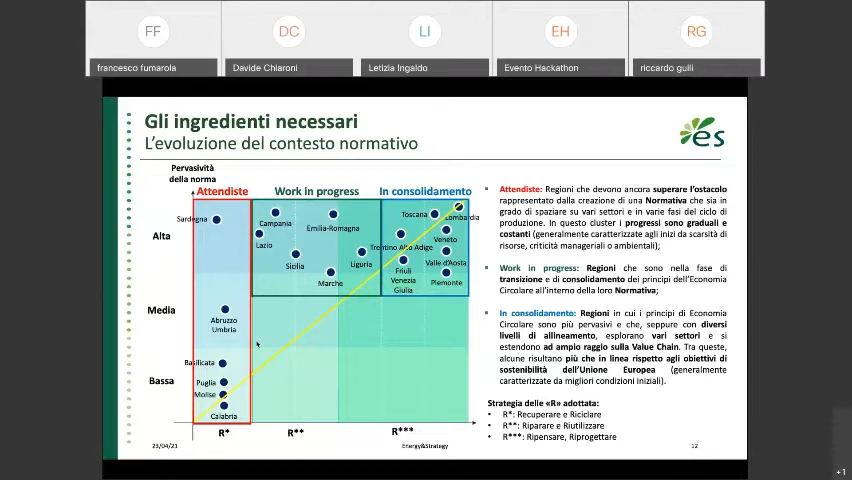 FF
DC
LI
EH
RG
francesco fumarola
Davide Chiaroni
Letizia Ingaldo
Evento Hackathon
riccardo gulli
Gli ingredienti necessari
L'evoluzione del contesto normativo
es
Pervasività
della norma
Attendiste
Work in progress
In consolidamento
Alta
Media
Bassa
Sardegna
Campania
Lazio
Emilia-Romagna
Sicilia
Liguria
Marche
Toscana
Lombardia
Trentino Alto Adige
Veneto
Friuli
Venezia
Giulia
Valle d'Aosta
Piemonte
Abruzzo
Umbria
Basilicata
Puglia
Molise
Calabria
R*
R**
R***
Attendiste: Regioni che devono ancora superare l'ostacolo
rappresentato dalla creazione di una Normativa che sia in
grado di spaziare su vari settori e in varie fasi del ciclo di
produzione. In questo cluster i progressi sono graduali e
costanti (generalmente caratterizzate agli inizi da scarsità di
risorse, criticità manageriali o ambientali);
Work in progress: Regioni che sono nella fase di
transizione e di consolidamento dei principi dell'Economia
Circolare all'interno della loro Normativa;
In consolidamento: Regioni in cui i principi di Economia
Circolare sono più pervasivi e che, seppure con diversi
livelli di allineamento, esplorano vari settori e si
estendono ad ampio raggio sulla Value Chain. Tra queste,
alcune risultano più che in linea rispetto agli obiettivi di
sostenibilità dell'Unione Europea (generalmente
caratterizzate da migliori condizioni iniziali).
Strategia delle «R» adottata:
• R*: Recuperare e Riciclare
• R**: Riparare e Riutilizzare
• R***: Ripensare, Riprogettare
23/04/21
Energy&Strategy
12
+1